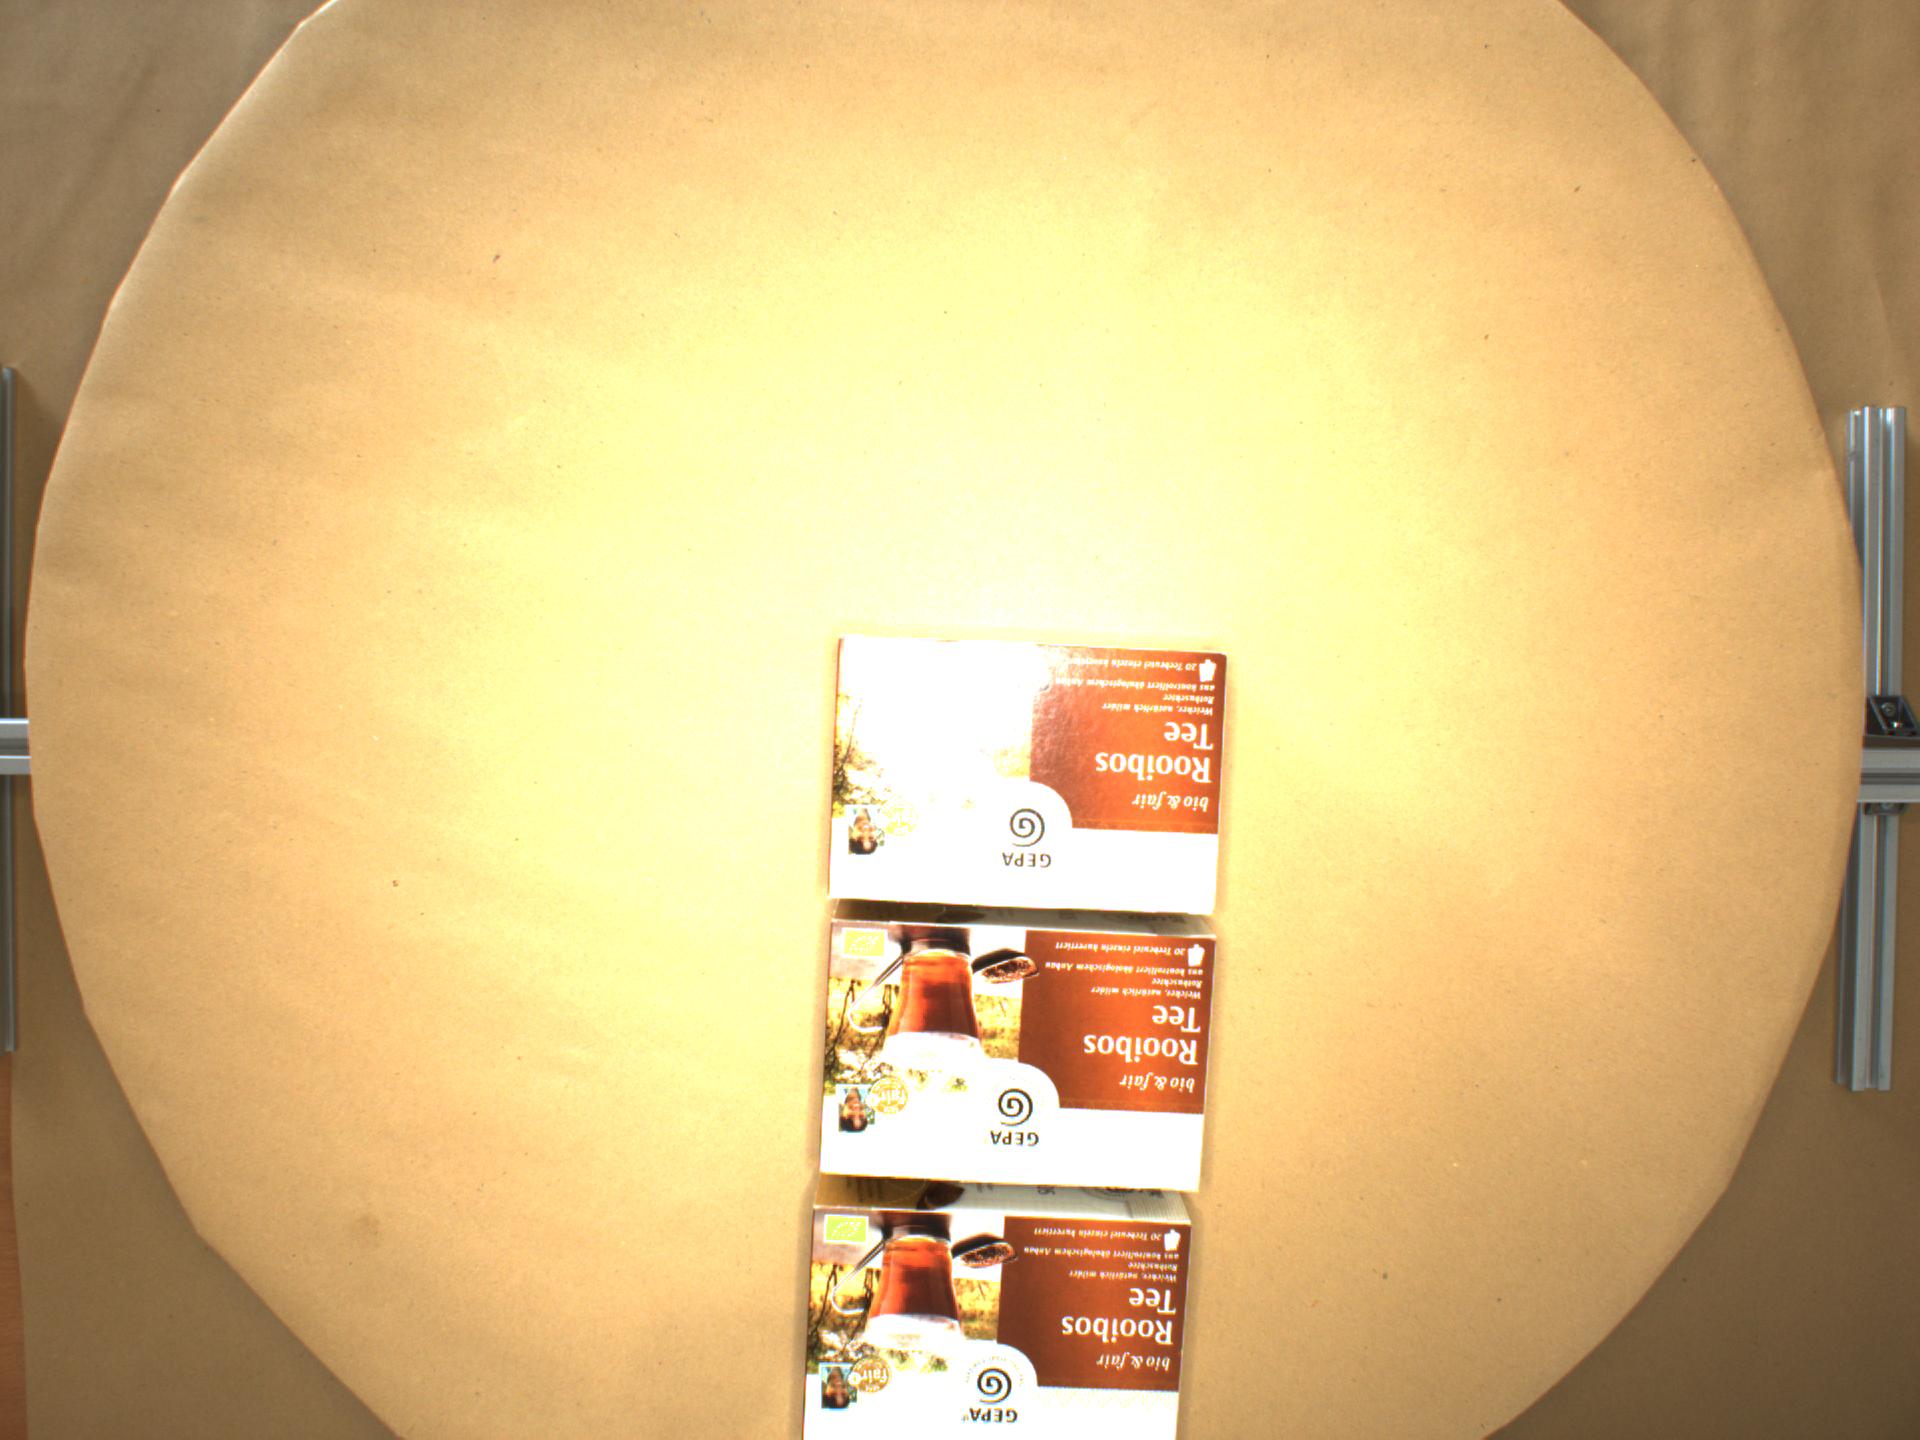 GEPA
bio & fair
Rooibos
Tee
Weicher, natürlich milder
Rotbuschtee
aus kontrolliert ökologischem Anbau
20 Teebeutel einzeln kuvertiert
GEPA
bio & fair
Rooibos
Tee
Weicher, natürlich milder
Rotbuschtee
aus kontrolliert ökologischem Anbau
20 Teebeutel einzeln kuvertiert
fair+
GEPA
bio & fair
Rooibos
Tee
Weicher, natürlich milder
Rotbuschtee
aus kontrolliert ökologischem Anbau
20 Teebeutel einzeln kuvertiert
fair+